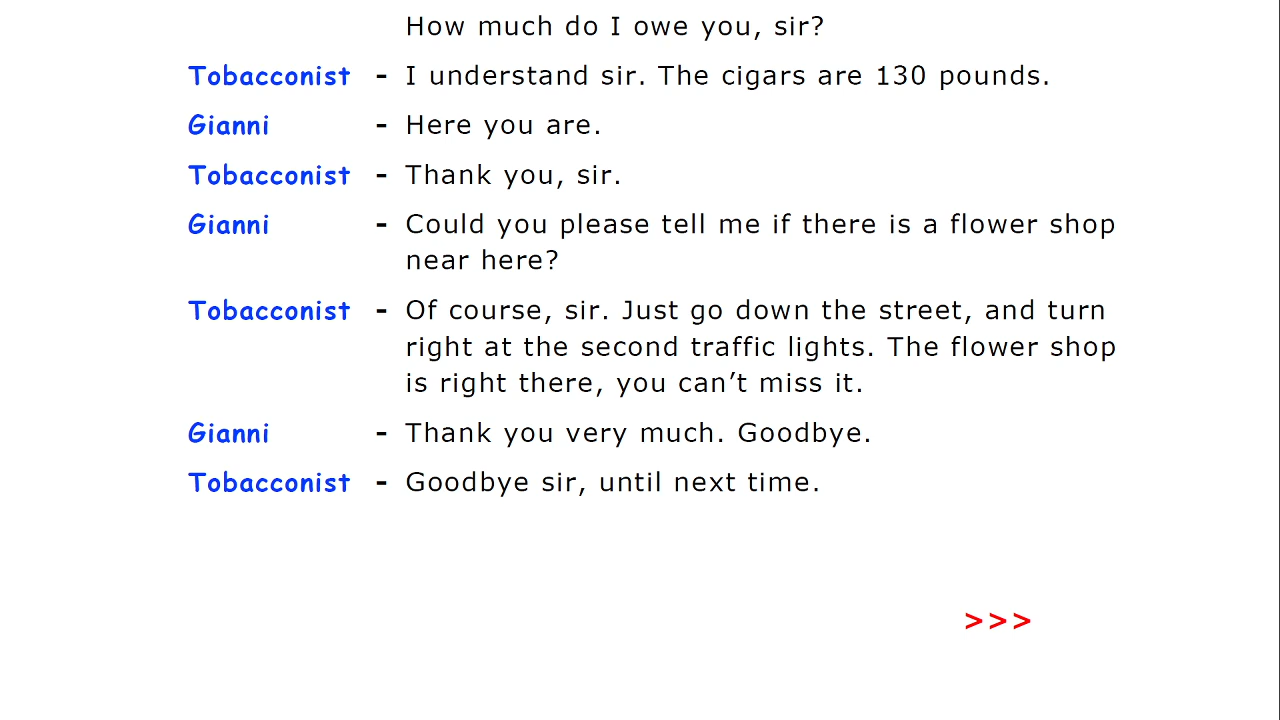 How much do I owe you, sir?
Tobacconist - I understand sir. The cigars are 130 pounds.
Gianni - Here you are.
Tobacconist - Thank you, sir.
Gianni - Could you please tell me if there is a flower shop
near here?
Tobacconist - Of course, sir. Just go down the street, and turn
right at the second traffic lights. The flower shop
is right there, you can’t miss it.
Gianni - Thank you very much. Goodbye.
Tobacconist - Goodbye sir, until next time.
>>>